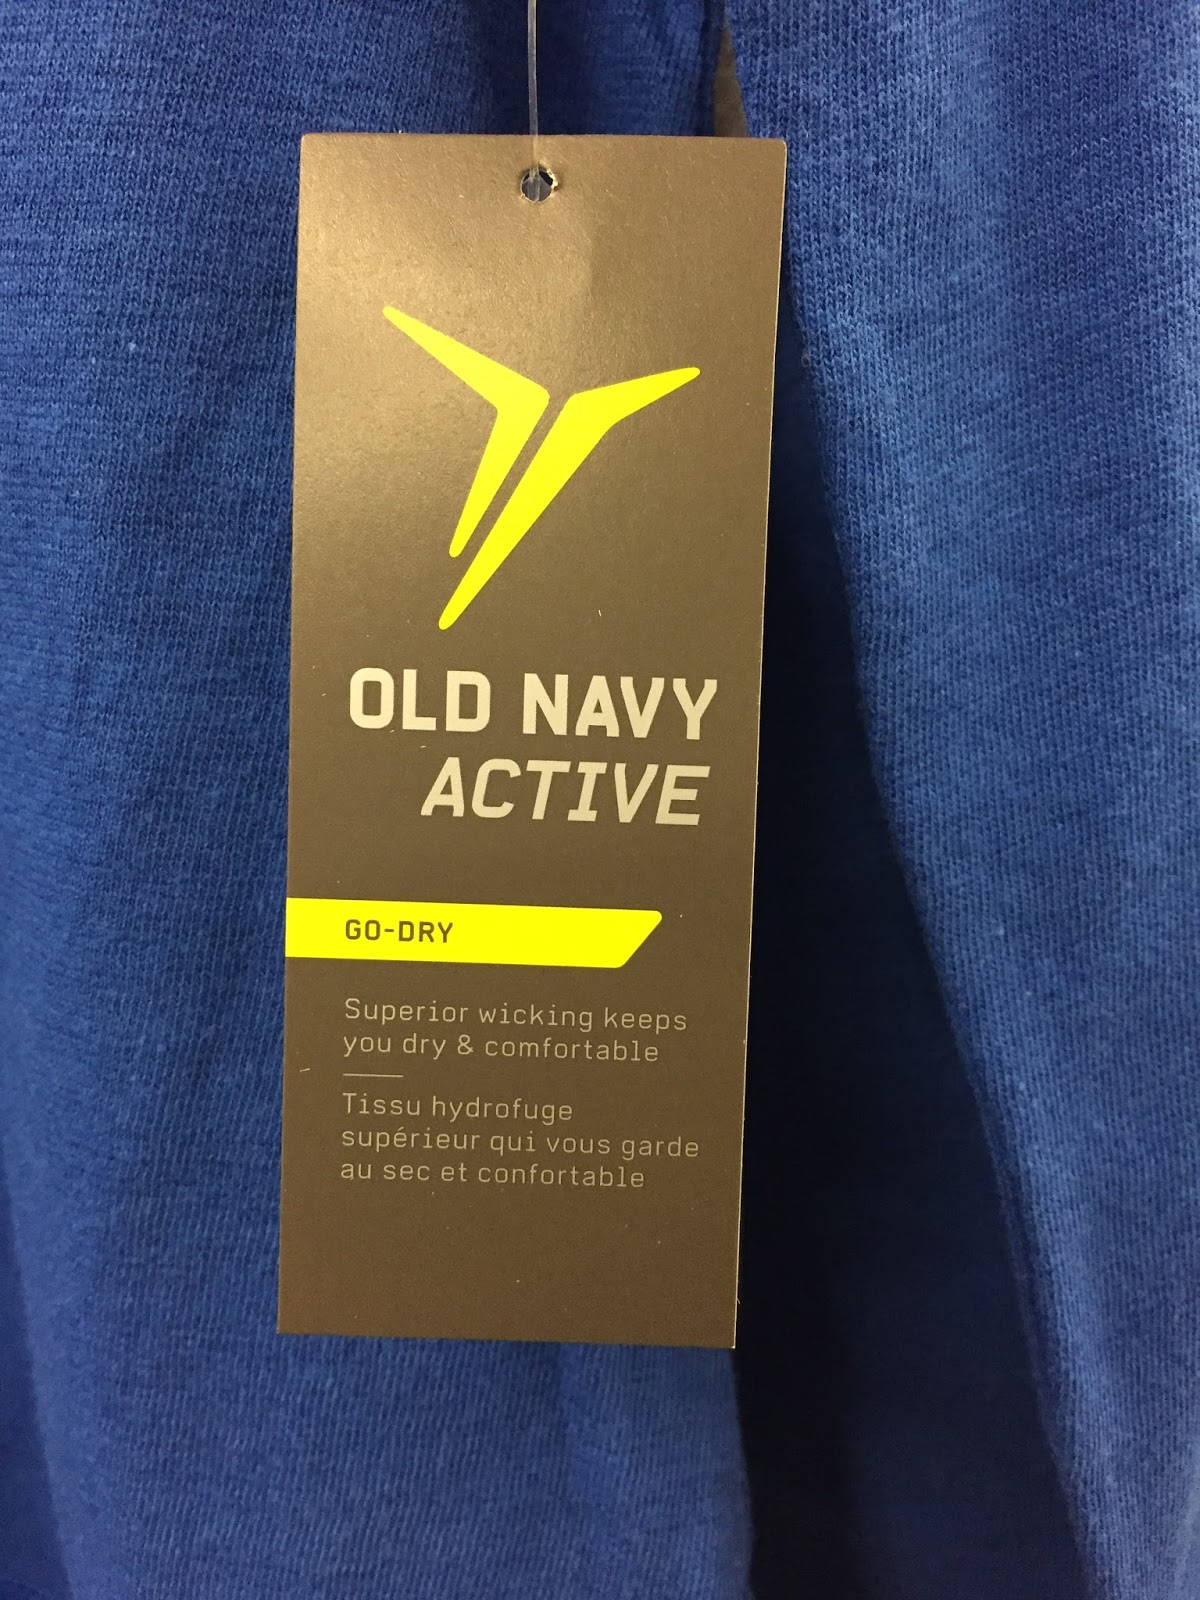 OLD NAVY
ACTIVE
GO-DRY
Superior wicking keeps
you dry & comfortable
Tissu hydrofuge
supérieur qui vous garde
au sec et confortable